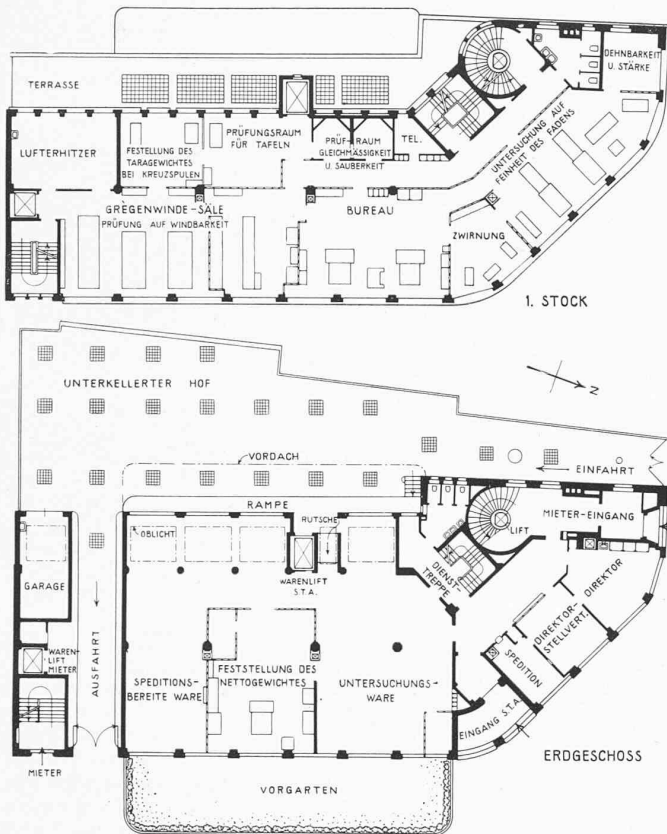 TERRASSE
DEHNBARKEIT
U. STÄRKE
LUFTERHITZER
FESTELLUNG DES
TARAGEWICHTES
BEI KREUZSPULEN
PRÜFUNGSRAUM
FÜR TAFELN
PRÜF-RAUM
GLEICHMÄSSIGKEIT
U. SAUBERKEIT
TEL.
UNTERSUCHUNG AUF
FEINHEIT DES FADENS
GRÈGENWINDE-SÄLE
PRÜFUNG AUF WINDBARKEIT
BUREAU
ZWIRNUNG
1. STOCK
UNTERKELLERTER HOF
N
VORDACH
EINFAHRT
RAMPE
OBLICHT
RUTSCHE
LIFT
MIETER-EINGANG
GARAGE
AUSFAHRT
WARENLIFT
S.T.A.
DIENST-
TREPPE
DIREKTOR
DIREKTOR-
STELLVERT.
SPEDITION
WAREN-
LIFT
MIETER
SPEDITIONS-
BEREITE WARE
FESTSTELLUNG DES
NETTOGEWICHTES
UNTERSUCHUNGS-
WARE
EINGANG S.T.A.
MIETER
ERDGESCHOSS
VORGARTEN